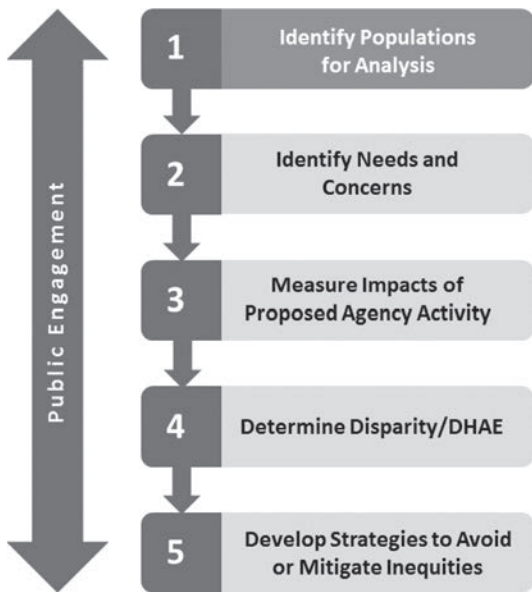 Public Engagement
1
Identify Populations
for Analysis
2
Identify Needs and
Concerns
3
Measure Impacts of
Proposed Agency Activity
4
Determine Disparity/DHAE
5
Develop Strategies to Avoid
or Mitigate Inequities